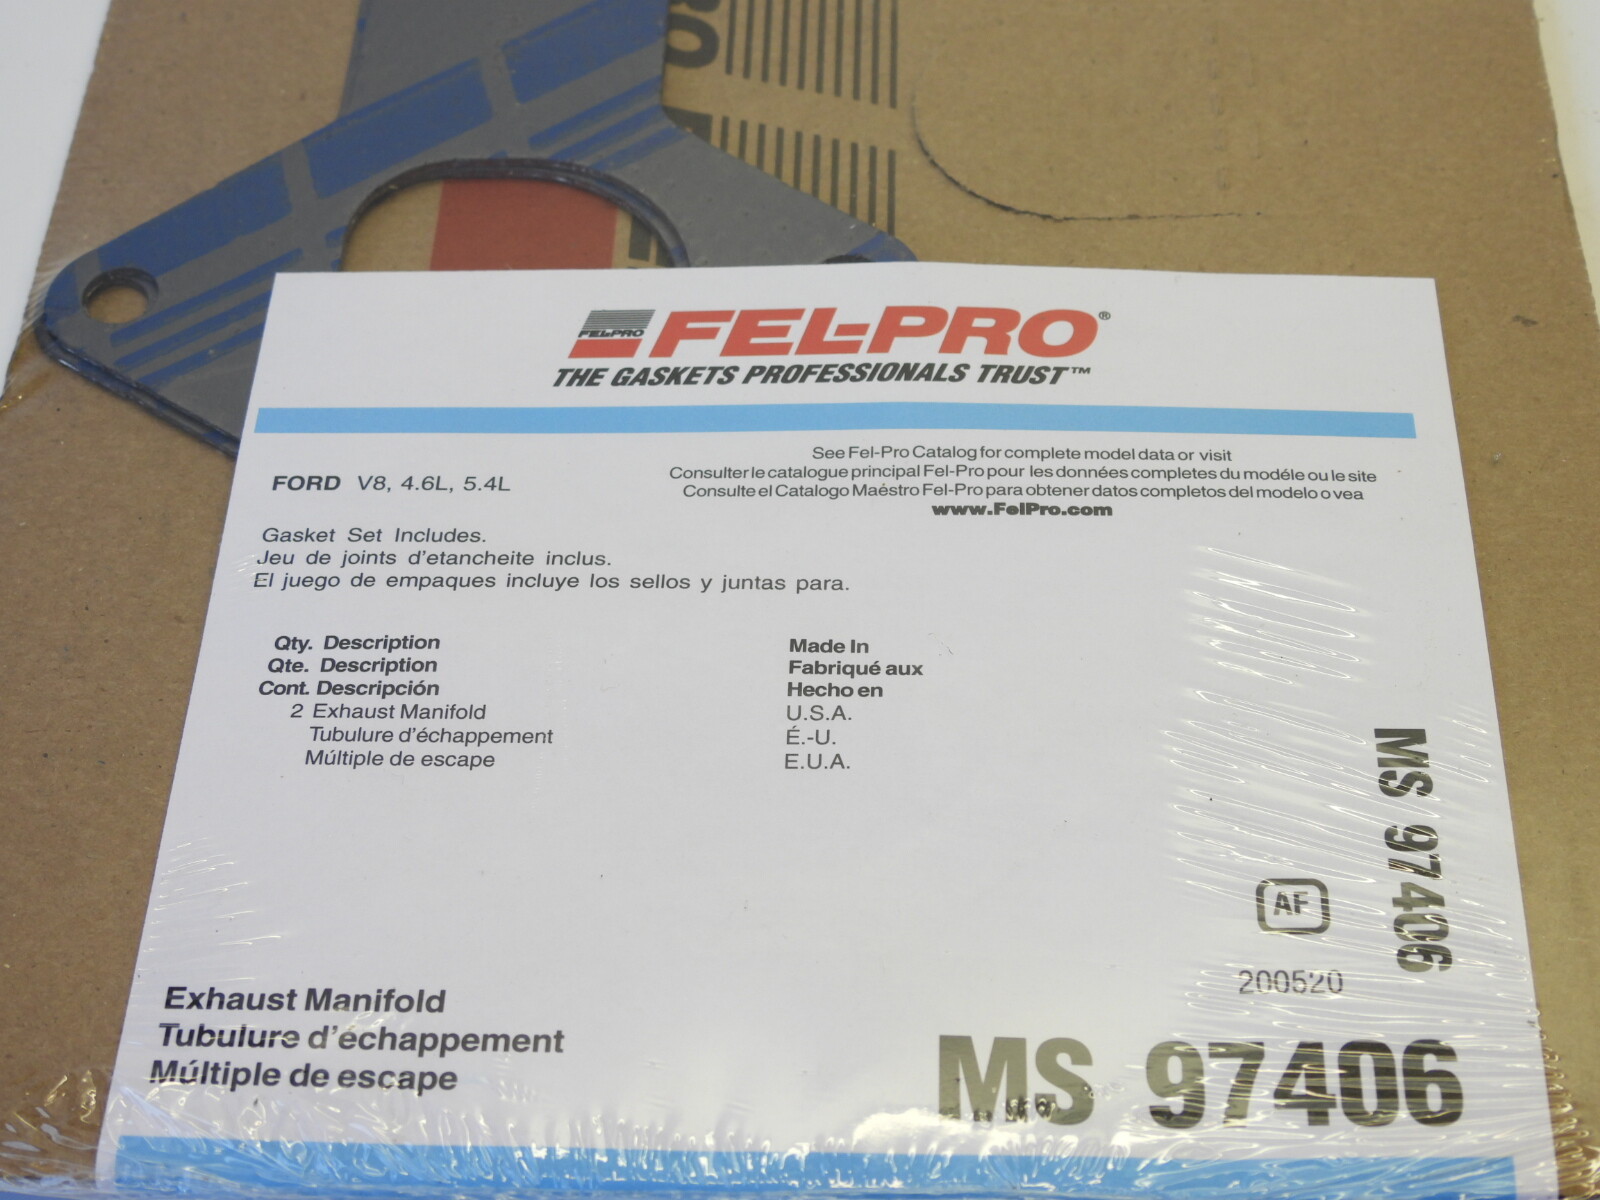 FEL-PRO
FEL-PRO®
THE GASKETS PROFESSIONALS TRUST™
See Fel-Pro Catalog for complete model data or visit
Consulter le catalogue principal Fel-Pro pour les données completes du modéle ou le site
Consulte el Catalogo Maéstro Fel-Pro para obtener datos completos del modelo o vea
www.FelPro.com
FORD V8, 4.6L, 5.4L
Gasket Set Includes.
Jeu de joints d'etancheite inclus.
El juego de empaques incluye los sellos y juntas para.
Qty. Description Made In
Qte. Description Fabriqué aux
Cont. Descripción Hecho en
2 Exhaust Manifold U.S.A.
Tubulure d'échappement É.-U.
Múltiple de escape E.U.A.
MS 97406
AF
200520
Exhaust Manifold
Tubulure d'échappement
Múltiple de escape
MS 97406